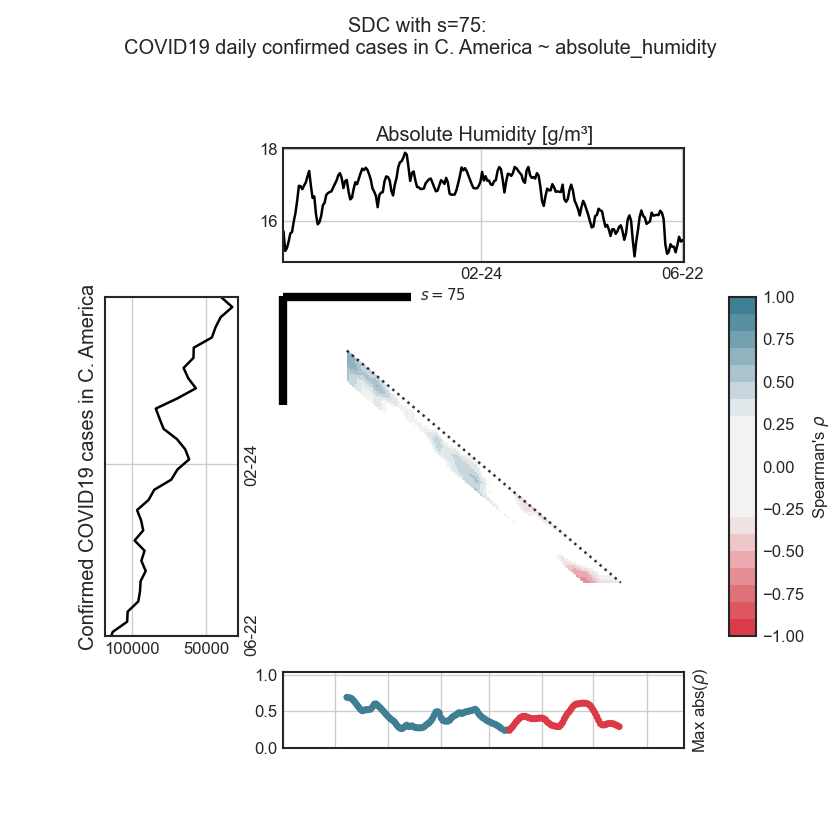 SDC with s=75:
COVID19 daily confirmed cases in C. America ~ absolute_humidity
Absolute Humidity [g/m³]
18
16
02-24
06-22
s = 75
Confirmed COVID19 cases in C. America
02-24
06-22
100000
50000
1.00
0.75
0.50
0.25
0.00
−0.25
−0.50
−0.75
−1.00
Spearman's ρ
1.0
0.5
0.0
Max abs(ρ)